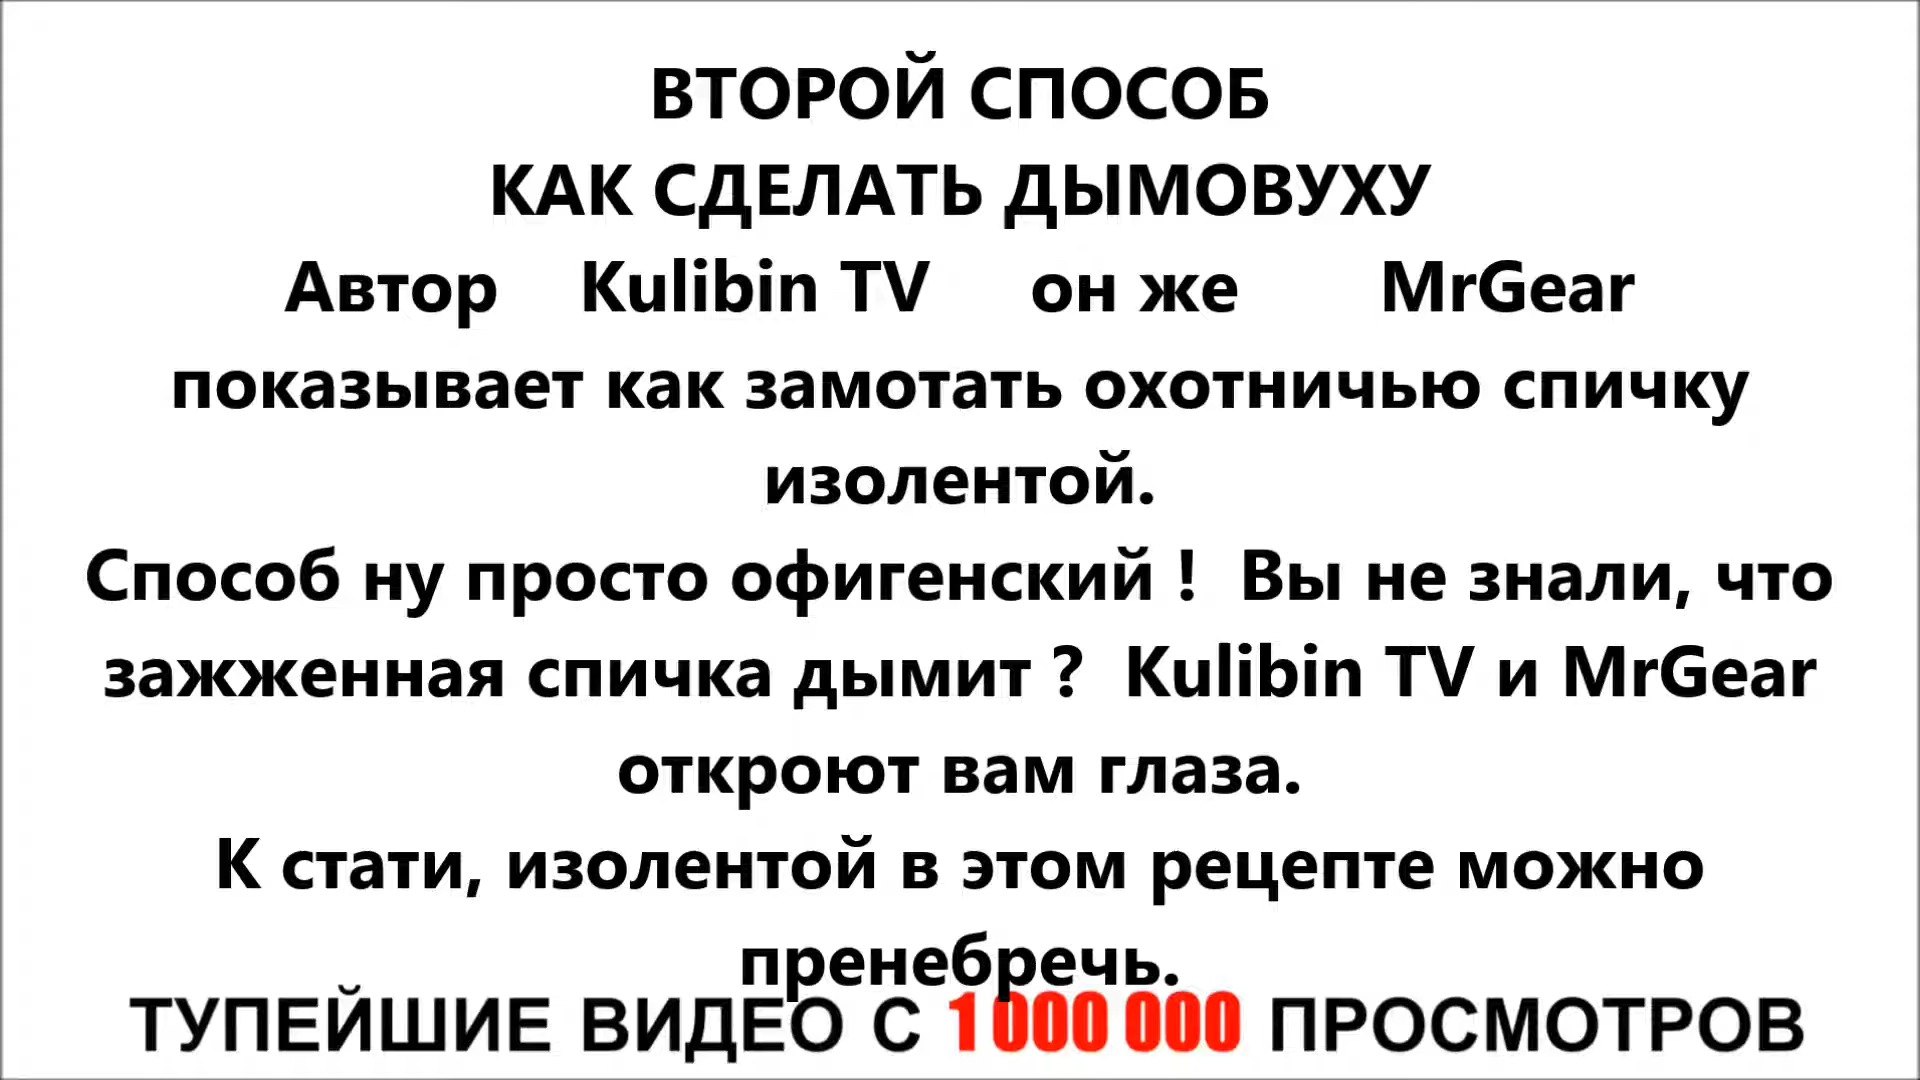 ВТОРОЙ СПОСОБ
КАК СДЕЛАТЬ ДЫМОВУХУ
Автор Kulibin TV он же MrGear
показывает как замотать охотничью спичку
изолентой.
Способ ну просто офигенский ! Вы не знали, что
зажженная спичка дымит ? Kulibin TV и MrGear
откроют вам глаза.
К стати, изолентой в этом рецепте можно
пренебречь.
ТУПЕЙШИЕ ВИДЕО С 1 000 000 ПРОСМОТРОВ